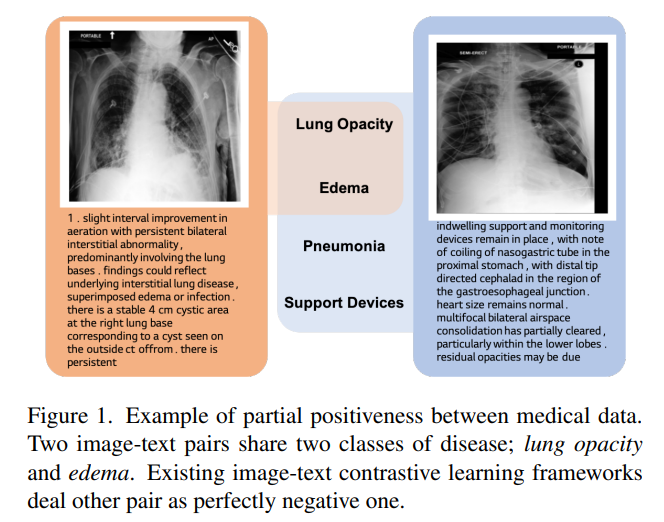 PORTABLE
AP
SEMI-ERECT
PORTABLE
Lung Opacity
Edema
Pneumonia
Support Devices
1 . slight interval improvement in
aeration with persistent bilateral
interstitial abnormality ,
predominantly involving the lung
bases . findings could reflect
underlying interstitial lung disease ,
superimposed edema or infection .
there is a stable 4 cm cystic area
at the right lung base
corresponding to a cyst seen on
the outside ct offrom . there is
persistent
indwelling support and monitoring
devices remain in place , with note
of coiling of nasogastric tube in the
proximal stomach , with distal tip
directed cephalad in the region of
the gastroesophageal junction .
heart size remains normal .
multifocal bilateral airspace
consolidation has partially cleared ,
particularly within the lower lobes .
residual opacities may be due
Figure 1. Example of partial positiveness between medical data.
Two image-text pairs share two classes of disease; lung opacity
and edema. Existing image-text contrastive learning frameworks
deal other pair as perfectly negative one.